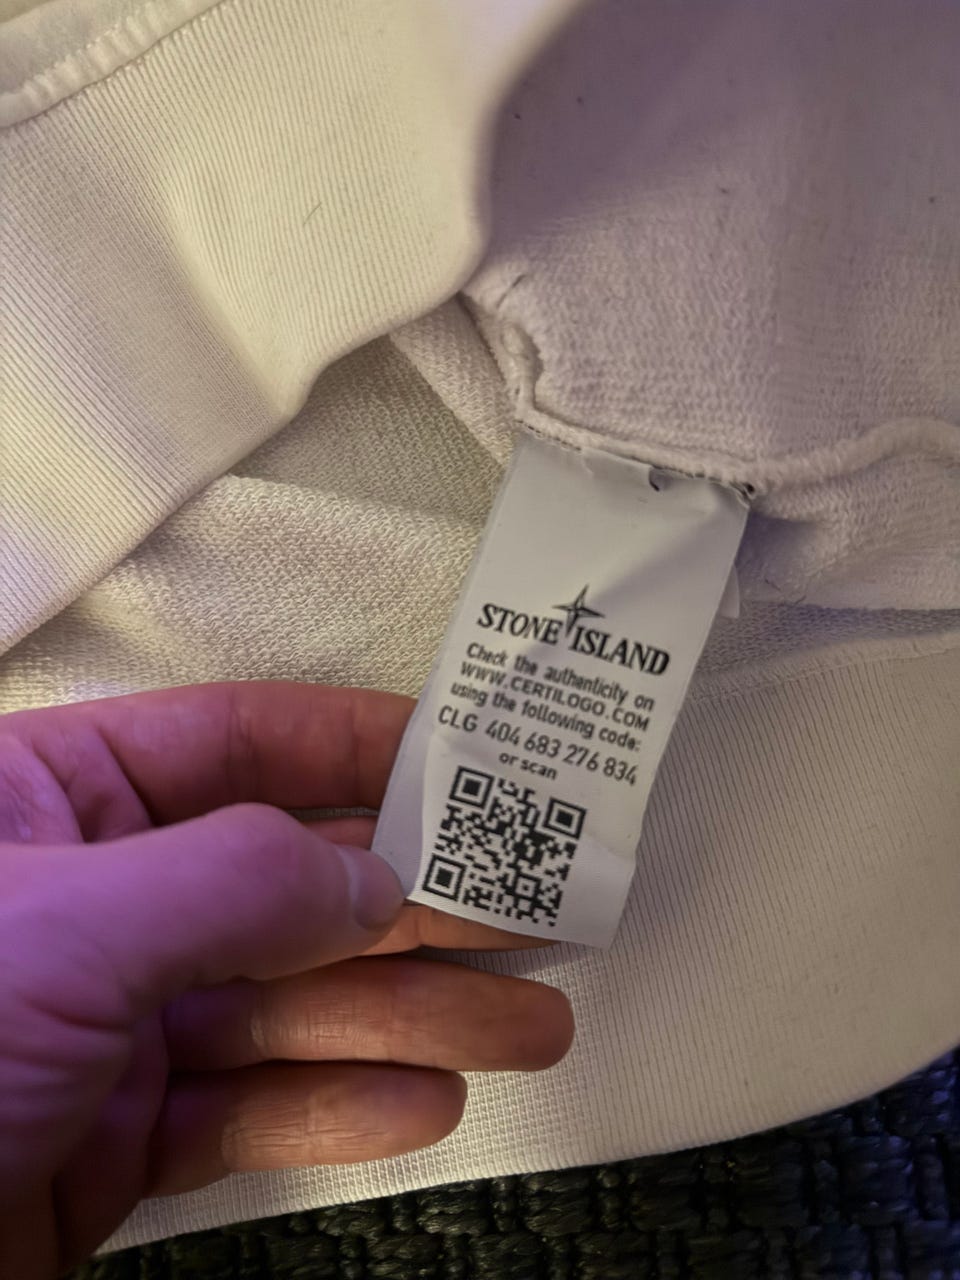 STONE ISLAND
Check the authenticity on
WWW.CERTILOGO.COM
using the following code:
CLG 404 683 276 834
or scan